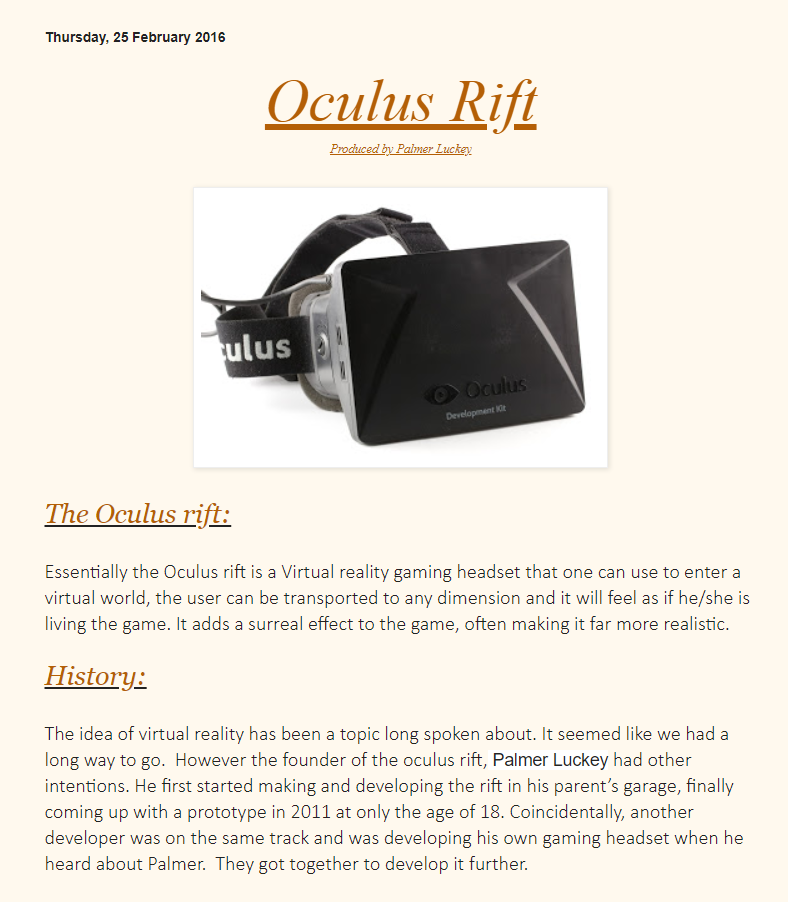 Thursday, 25 February 2016
Oculus Rift
Produced by Palmer Luckey
culus
Oculus
Development Kit
The Oculus rift:
Essentially the Oculus rift is a Virtual reality gaming headset that one can use to enter a
virtual world, the user can be transported to any dimension and it will feel as if he/she is
living the game. It adds a surreal effect to the game, often making it far more realistic.
History:
The idea of virtual reality has been a topic long spoken about. It seemed like we had a
long way to go.  However the founder of the oculus rift, Palmer Luckey had other
intentions. He first started making and developing the rift in his parent’s garage, finally
coming up with a prototype in 2011 at only the age of 18. Coincidentally, another
developer was on the same track and was developing his own gaming headset when he
heard about Palmer.  They got together to develop it further.